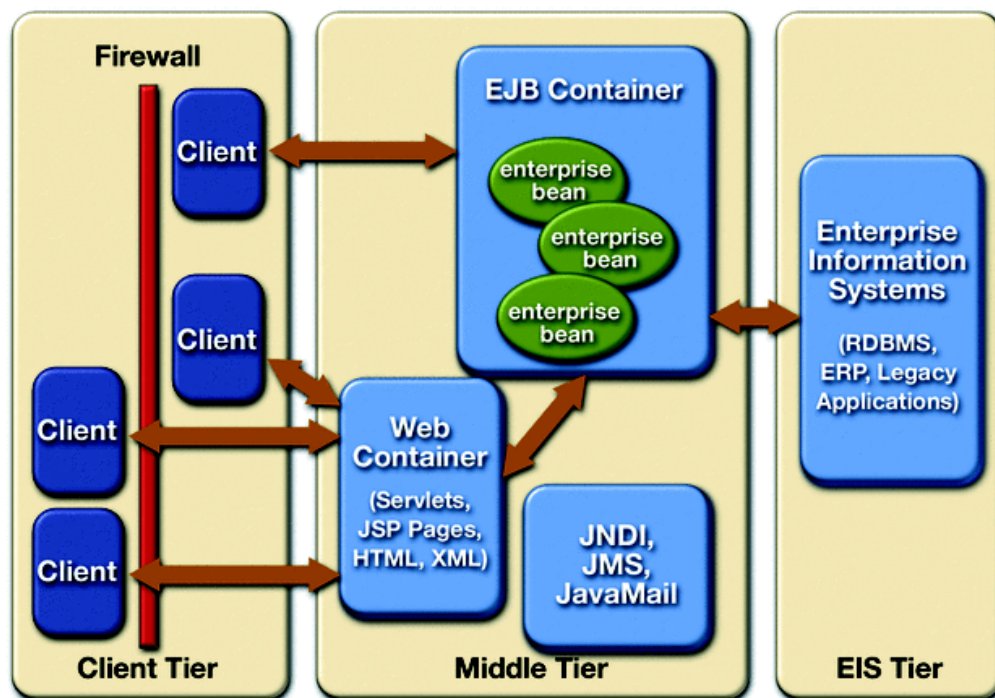 Firewall
Client
Client
Client
Client
Client Tier
EJB Container
enterprise
bean
enterprise
bean
enterprise
bean
Web
Container
(Servlets,
JSP Pages,
HTML, XML)
JNDI,
JMS,
JavaMail
Middle Tier
Enterprise
Information
Systems
(RDBMS,
ERP, Legacy
Applications)
EIS Tier